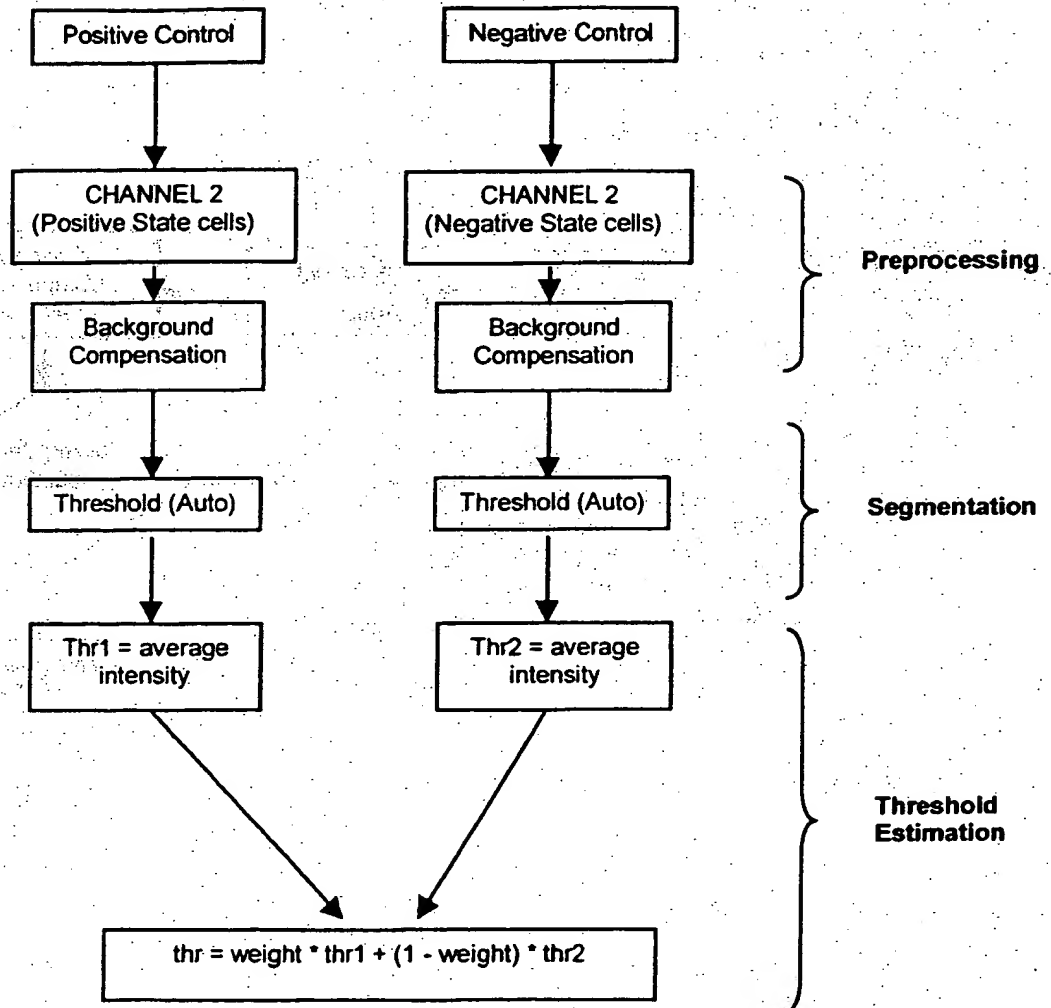 Positive Control
Negative Control
CHANNEL 2
(Positive State cells)
CHANNEL 2
(Negative State cells)
Preprocessing
Background
Compensation
Background
Compensation
Threshold (Auto)
Threshold (Auto)
Segmentation
Thr1 = average
intensity
Thr2 = average
intensity
Threshold
Estimation
thr = weight * thr1 + (1 - weight) * thr2